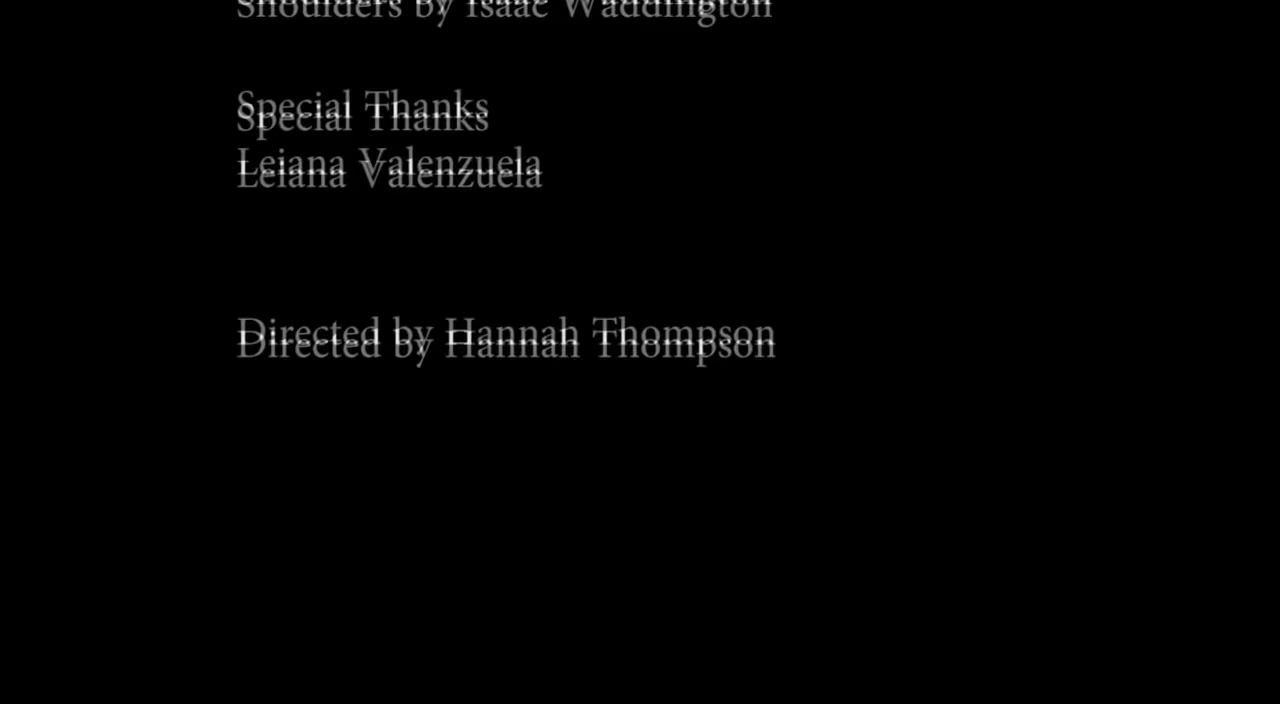 Shoulders by Isaac Waddington
Special Thanks
Leiana Valenzuela
Directed by Hannah Thompson